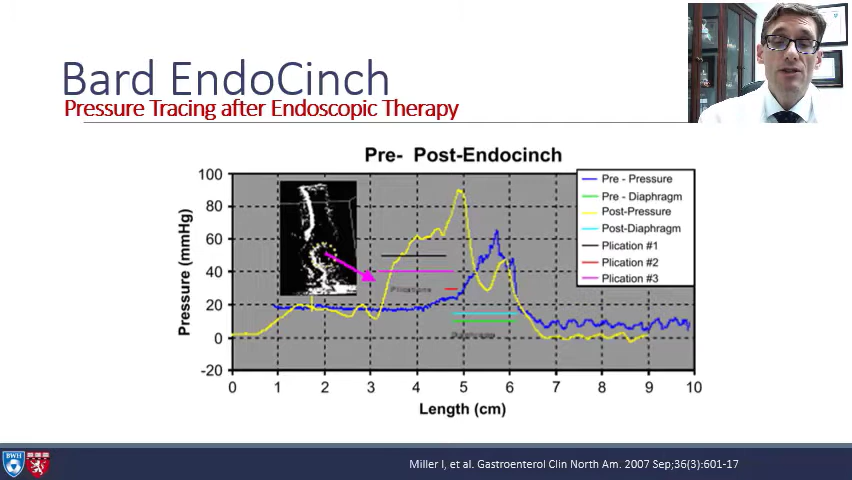 Bard EndoCinch
Pressure Tracing after Endoscopic Therapy
Pre- Post-Endocinch
Pressure (mmHg)
100
80
60
40
20
0
-20
0 1 2 3 4 5 6 7 8 9 10
Length (cm)
Pre - Pressure
Pre - Diaphragm
Post-Pressure
Post-Diaphragm
Plication #1
Plication #2
Plication #3
BWH
Miller I, et al. Gastroenterol Clin North Am. 2007 Sep;36(3):601-17